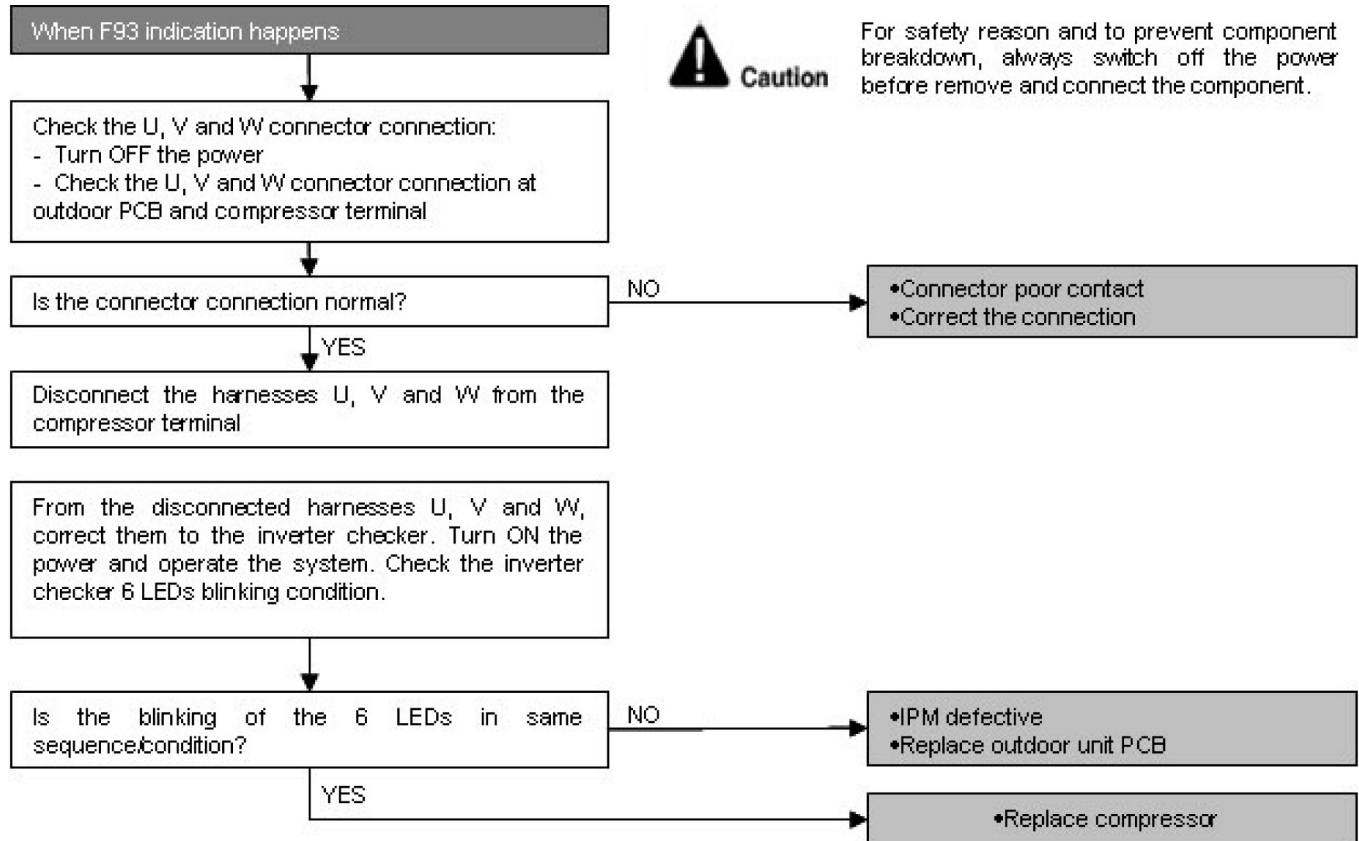 When F93 indication happens
Caution
For safety reason and to prevent component
breakdown, always switch off the power
before remove and connect the component.
Check the U, V and W connector connection:
- Turn OFF the power
- Check the U, V and W connector connection at
outdoor PCB and compressor terminal
Is the connector connection normal?
NO
•Connector poor contact
•Correct the connection
YES
Disconnect the harnesses U, V and W from the
compressor terminal
From the disconnected harnesses U, V and W,
correct them to the inverter checker. Turn ON the
power and operate the system. Check the inverter
checker 6 LEDs blinking condition.
Is the blinking of the 6 LEDs in same
sequence/condition?
NO
•IPM defective
•Replace outdoor unit PCB
YES
•Replace compressor